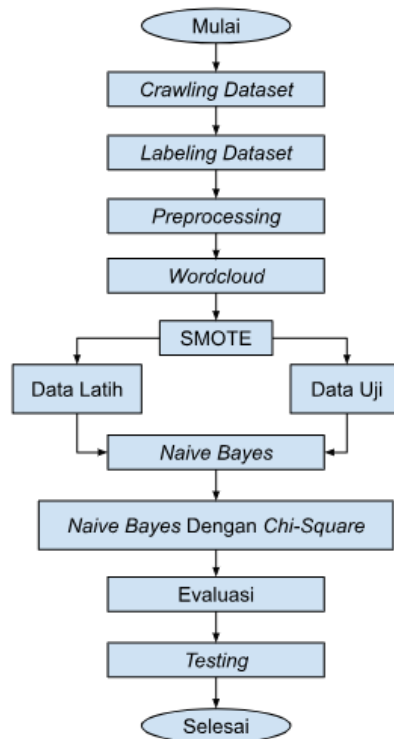 Mulai
Crawling Dataset
Labeling Dataset
Preprocessing
Wordcloud
SMOTE
Data Latih
Data Uji
Naive Bayes
Naive Bayes Dengan Chi-Square
Evaluasi
Testing
Selesai